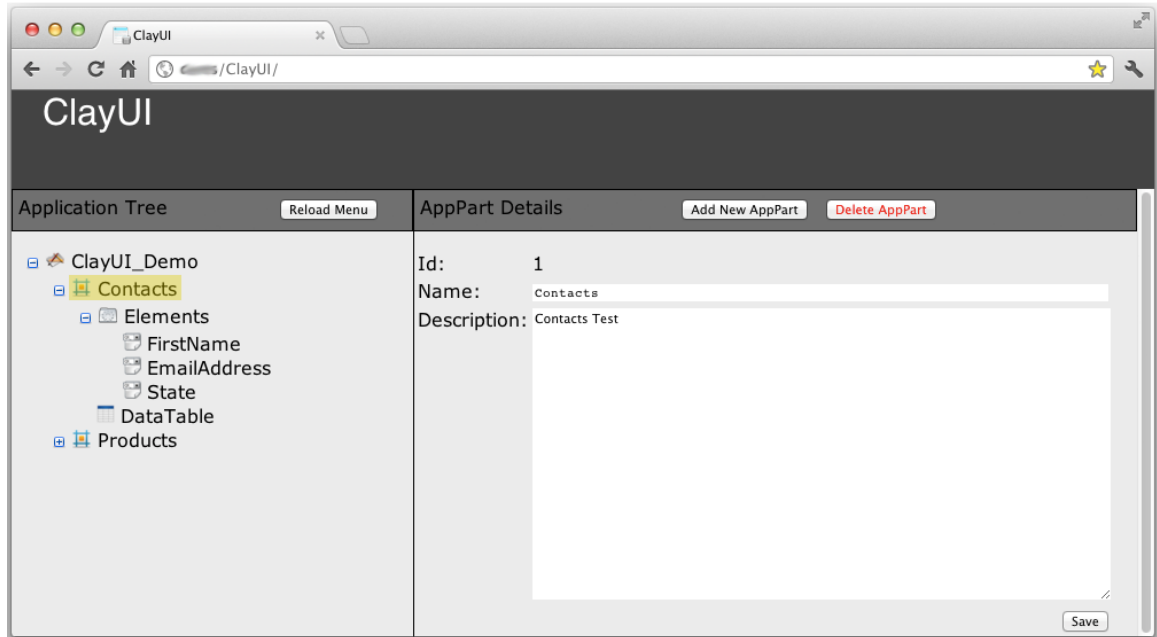 ClayUI
/ClayUI/
ClayUI
Application Tree
Reload Menu
AppPart Details
Add New AppPart
Delete AppPart
ClayUI_Demo
Contacts
Elements
FirstName
EmailAddress
State
DataTable
Products
Id: 1
Name: Contacts
Description: Contacts Test
Save